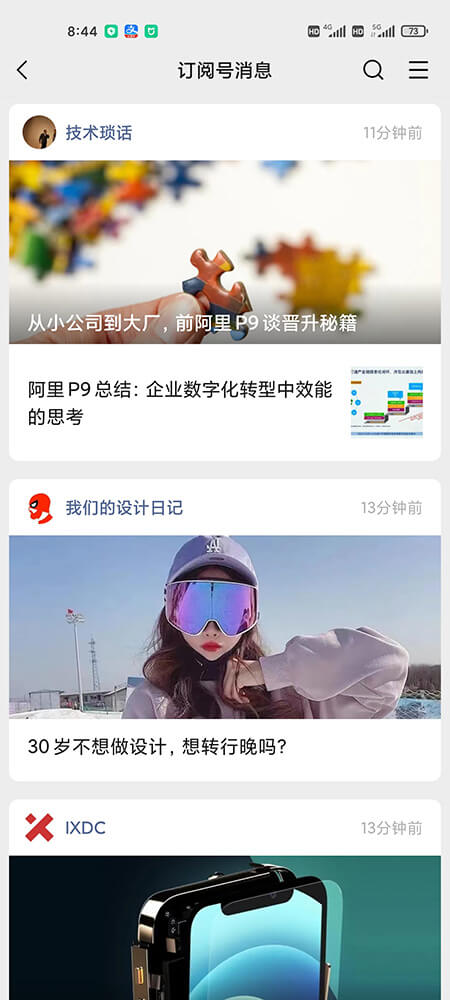 8:44
HD 4G HD 5G 73
订阅号消息
技术琐话
11分钟前
从小公司到大厂，前阿里P9谈晋升秘籍
阿里 P9 总结：企业数字化转型中效能
的思考
我们的设计日记
13分钟前
LA
30 岁不想做设计，想转行晚吗？
IXDC
13分钟前